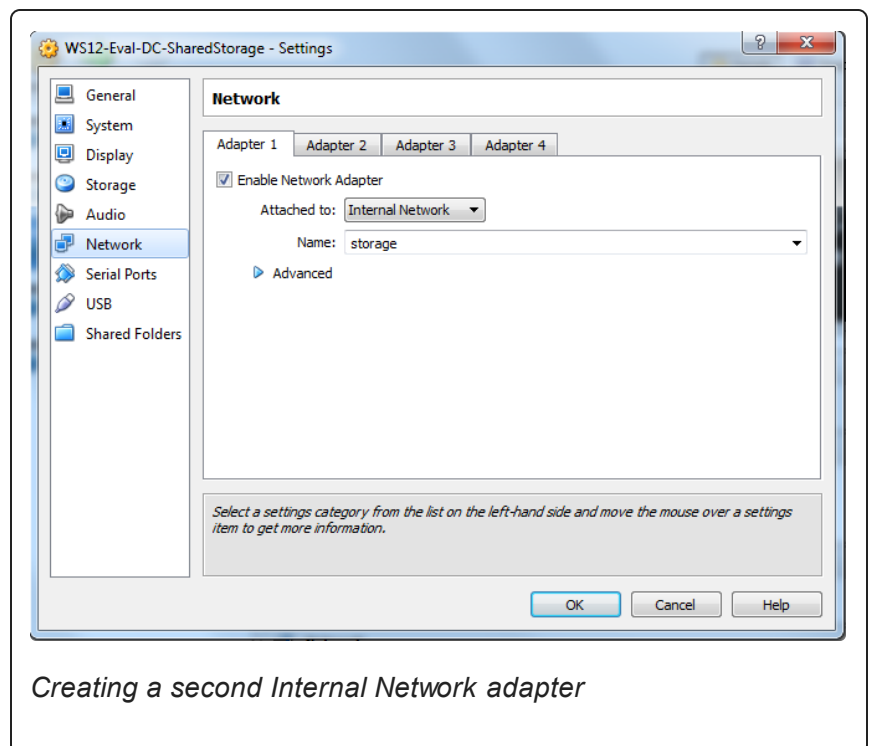 WS12-Eval-DC-SharedStorage - Settings
?
General
System
Display
Storage
Audio
Network
Serial Ports
USB
Shared Folders
Network
Adapter 1
Adapter 2
Adapter 3
Adapter 4
Enable Network Adapter
Attached to: Internal Network
Name: storage
Advanced
Select a settings category from the list on the left-hand side and move the mouse over a settings
item to get more information.
OK
Cancel
Help
Creating a second Internal Network adapter